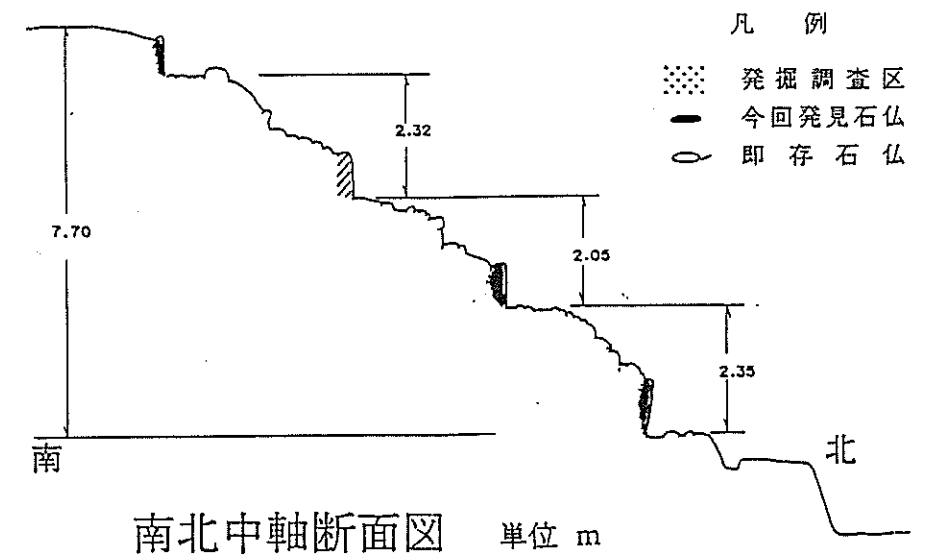 凡 例
発掘調査区
今回発見石仏
即存石仏
2.32
7.70
2.05
2.35
南
北
南北中軸断面図 単位 m